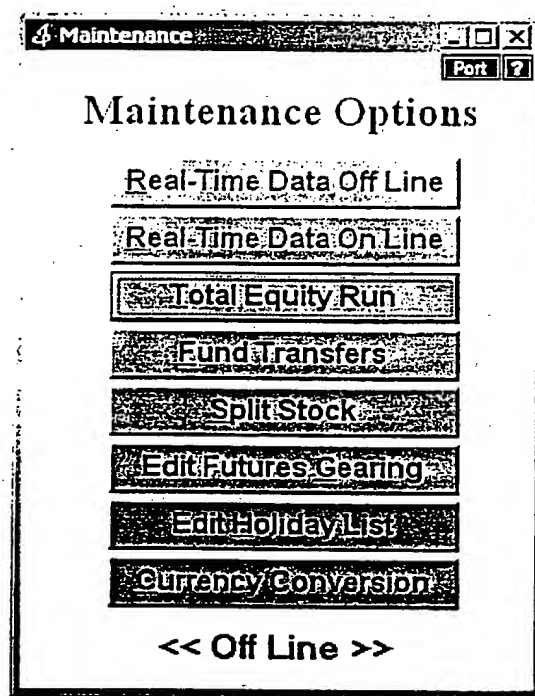 Maintenance
Port ?
Maintenance Options
Real-Time Data Off Line
Real-Time Data On Line
Total Equity Run
Fund Transfers
Split Stock
Edit Futures Gearing
Edit Holiday List
Currency Conversion
<< Off Line >>